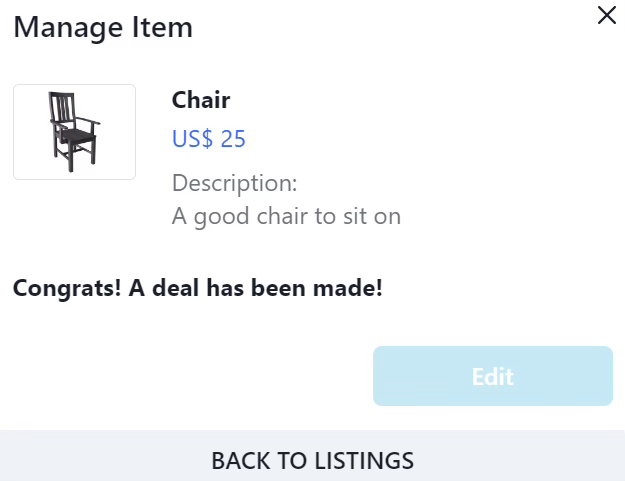 Manage Item
Chair
US$ 25
Description:
A good chair to sit on
Congrats! A deal has been made!
Edit
BACK TO LISTINGS